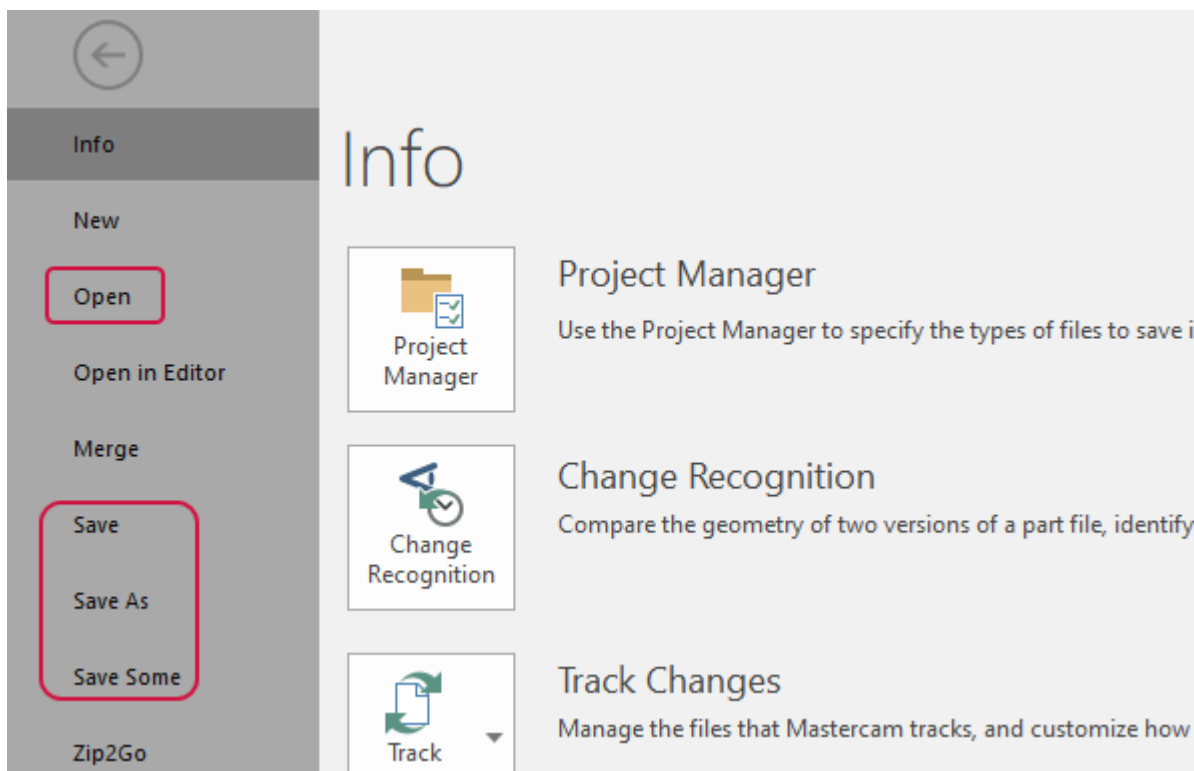 Info
New
Open
Open in Editor
Merge
Save
Save As
Save Some
Zip2Go
Info
Project
Manager
Project Manager
Use the Project Manager to specify the types of files to save i
Change
Recognition
Change Recognition
Compare the geometry of two versions of a part file, identify
Track
Track Changes
Manage the files that Mastercam tracks, and customize how